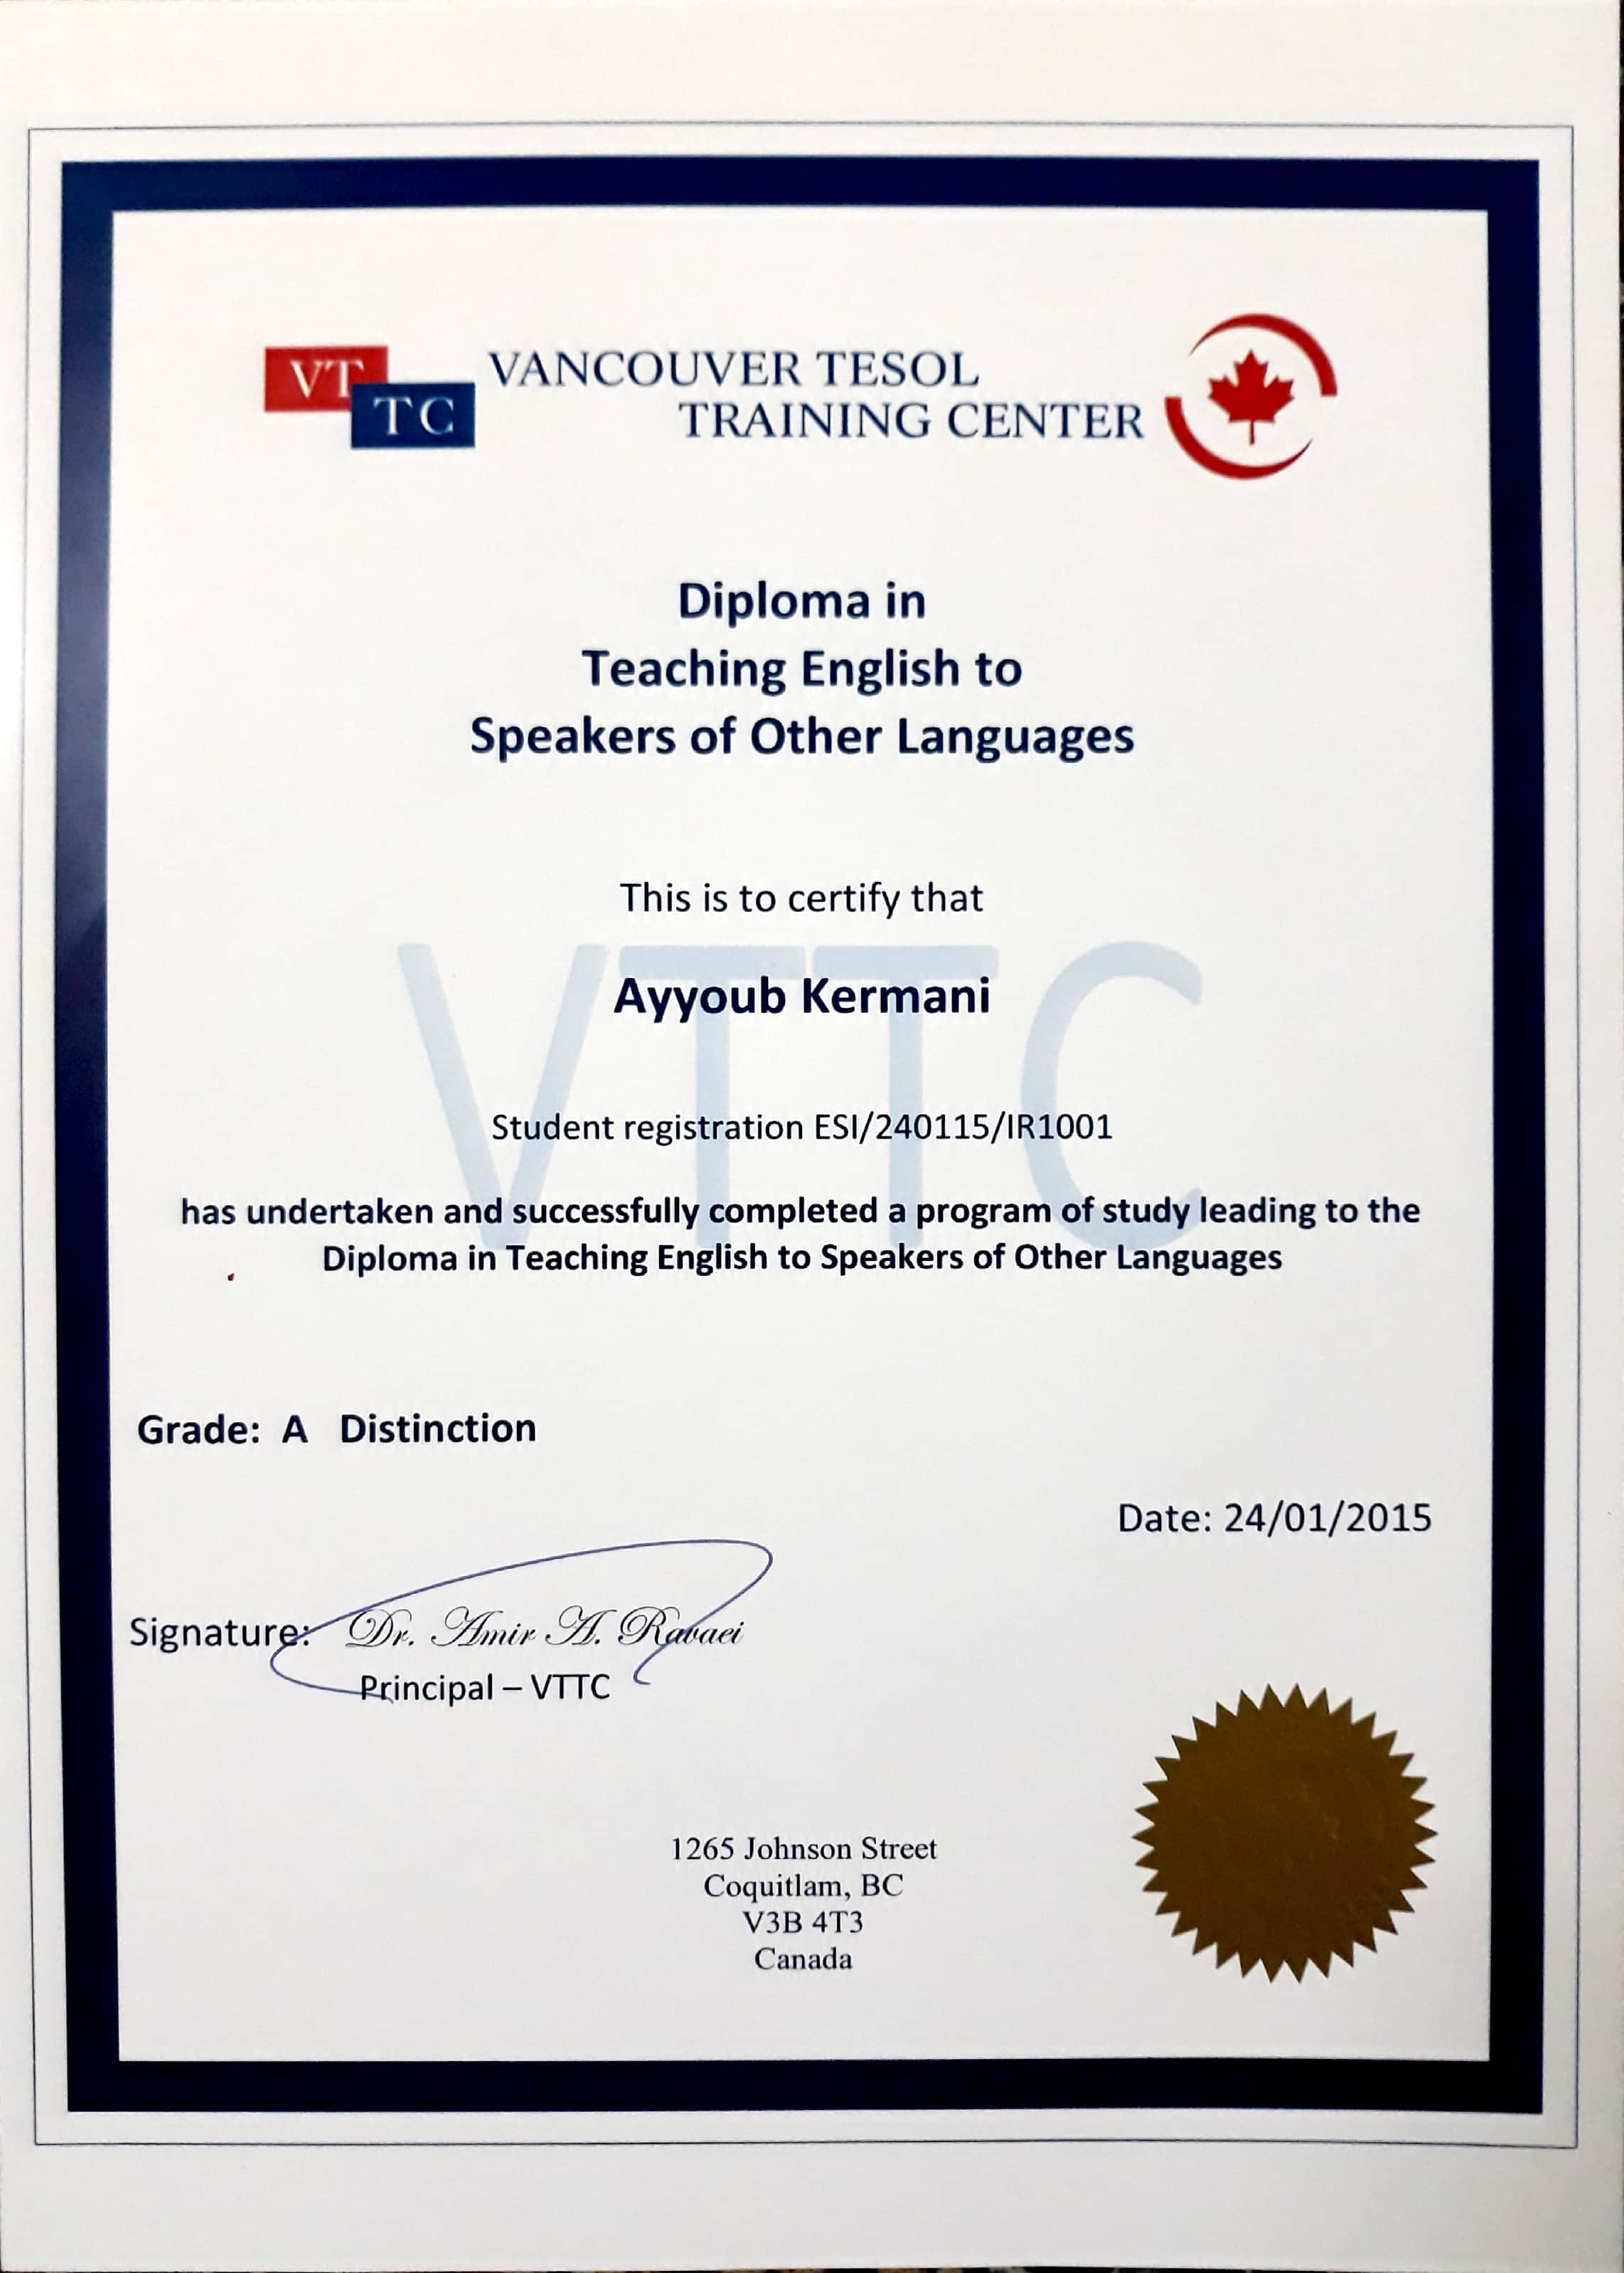 VT
TC
VANCOUVER TESOL
TRAINING CENTER
Diploma in
Teaching English to
Speakers of Other Languages
This is to certify that
VTTC
Ayyoub Kermani
Student registration ESI/240115/IR1001
has undertaken and successfully completed a program of study leading to the
Diploma in Teaching English to Speakers of Other Languages
Grade: A Distinction
Date: 24/01/2015
Signature: Dr. Amir A. Ravaei
Principal – VTTC
1265 Johnson Street
Coquitlam, BC
V3B 4T3
Canada